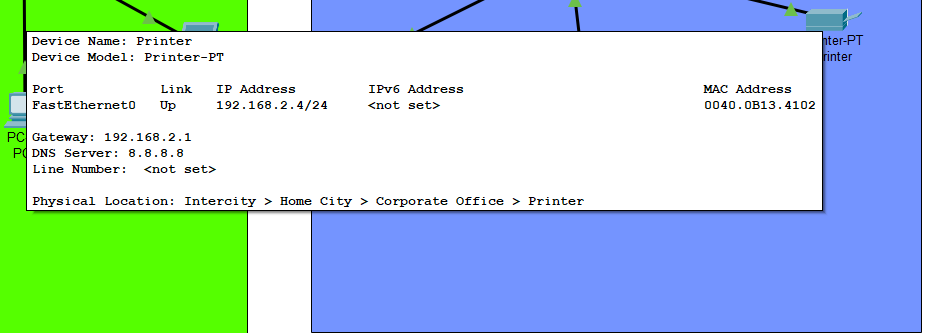 Device Name: Printer
Device Model: Printer-PT
Port Link IP Address IPv6 Address MAC Address
FastEthernet0 Up 192.168.2.4/24 <not set> 0040.0B13.4102
Gateway: 192.168.2.1
DNS Server: 8.8.8.8
Line Number: <not set>
Physical Location: Intercity > Home City > Corporate Office > Printer
nter-PT
rinter
PC
PC